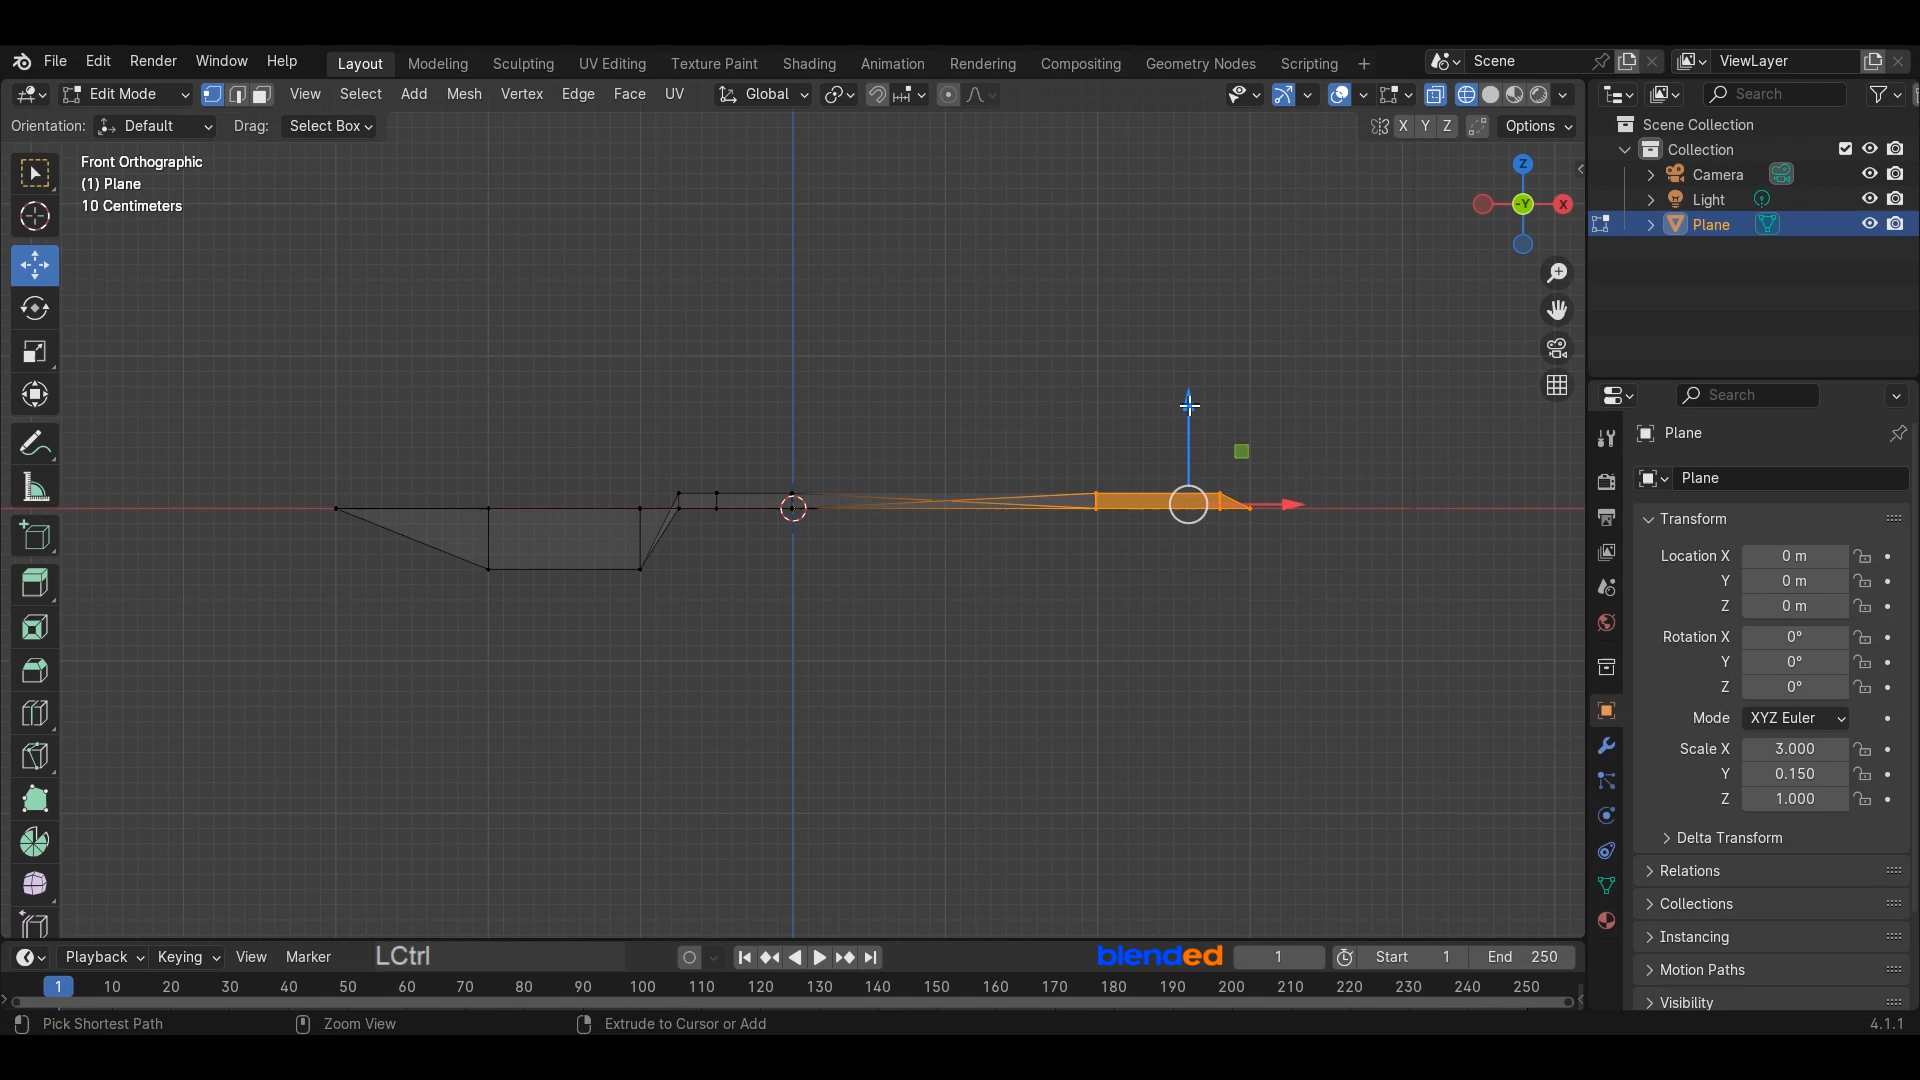 File Edit Render Window Help Layout Modeling Sculpting UV Editing Texture Paint Shading Animation Rendering Compositing Geometry Nodes Scripting + Scene ViewLayer
Edit Mode View Select Add Mesh Vertex Edge Face UV Global Search
Orientation: Default Drag: Select Box X Y Z Options
Scene Collection
Collection
Camera
Light
Plane
Front Orthographic
(1) Plane
10 Centimeters
Z
-Y
X
Search
Plane
Plane
Transform
Location X 0 m
Y 0 m
Z 0 m
Rotation X 0°
Y 0°
Z 0°
Mode XYZ Euler
Scale X 3.000
Y 0.150
Z 1.000
Delta Transform
Relations
Collections
Instancing
Motion Paths
Visibility
Playback Keying View Marker LCtrl blended 1 Start 1 End 250
1 10 20 30 40 50 60 70 80 90 100 110 120 130 140 150 160 170 180 190 200 210 220 230 240 250
Pick Shortest Path Zoom View Extrude to Cursor or Add 4.1.1